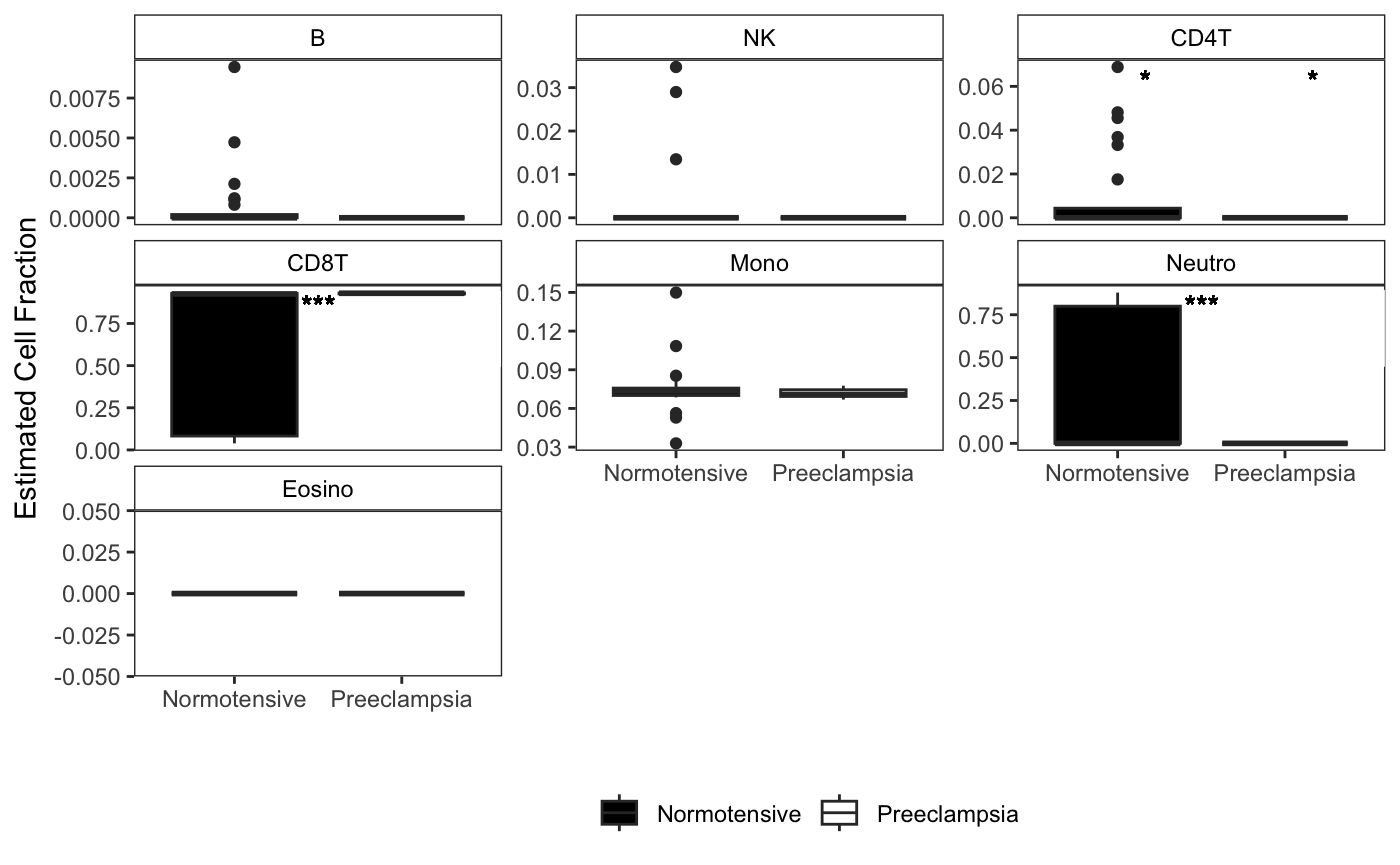 B
NK
CD4T
0.0075
0.0050
0.0025
0.0000
0.03
0.02
0.01
0.00
0.06
0.04
0.02
0.00
*
*
Estimated Cell Fraction
CD8T
Mono
Neutro
0.75
0.50
0.25
0.00
***
0.15
0.12
0.09
0.06
0.03
0.75
0.50
0.25
0.00
***
Normotensive Preeclampsia
Normotensive Preeclampsia
Eosino
0.050
0.025
0.000
-0.025
-0.050
Normotensive Preeclampsia
Normotensive Preeclampsia